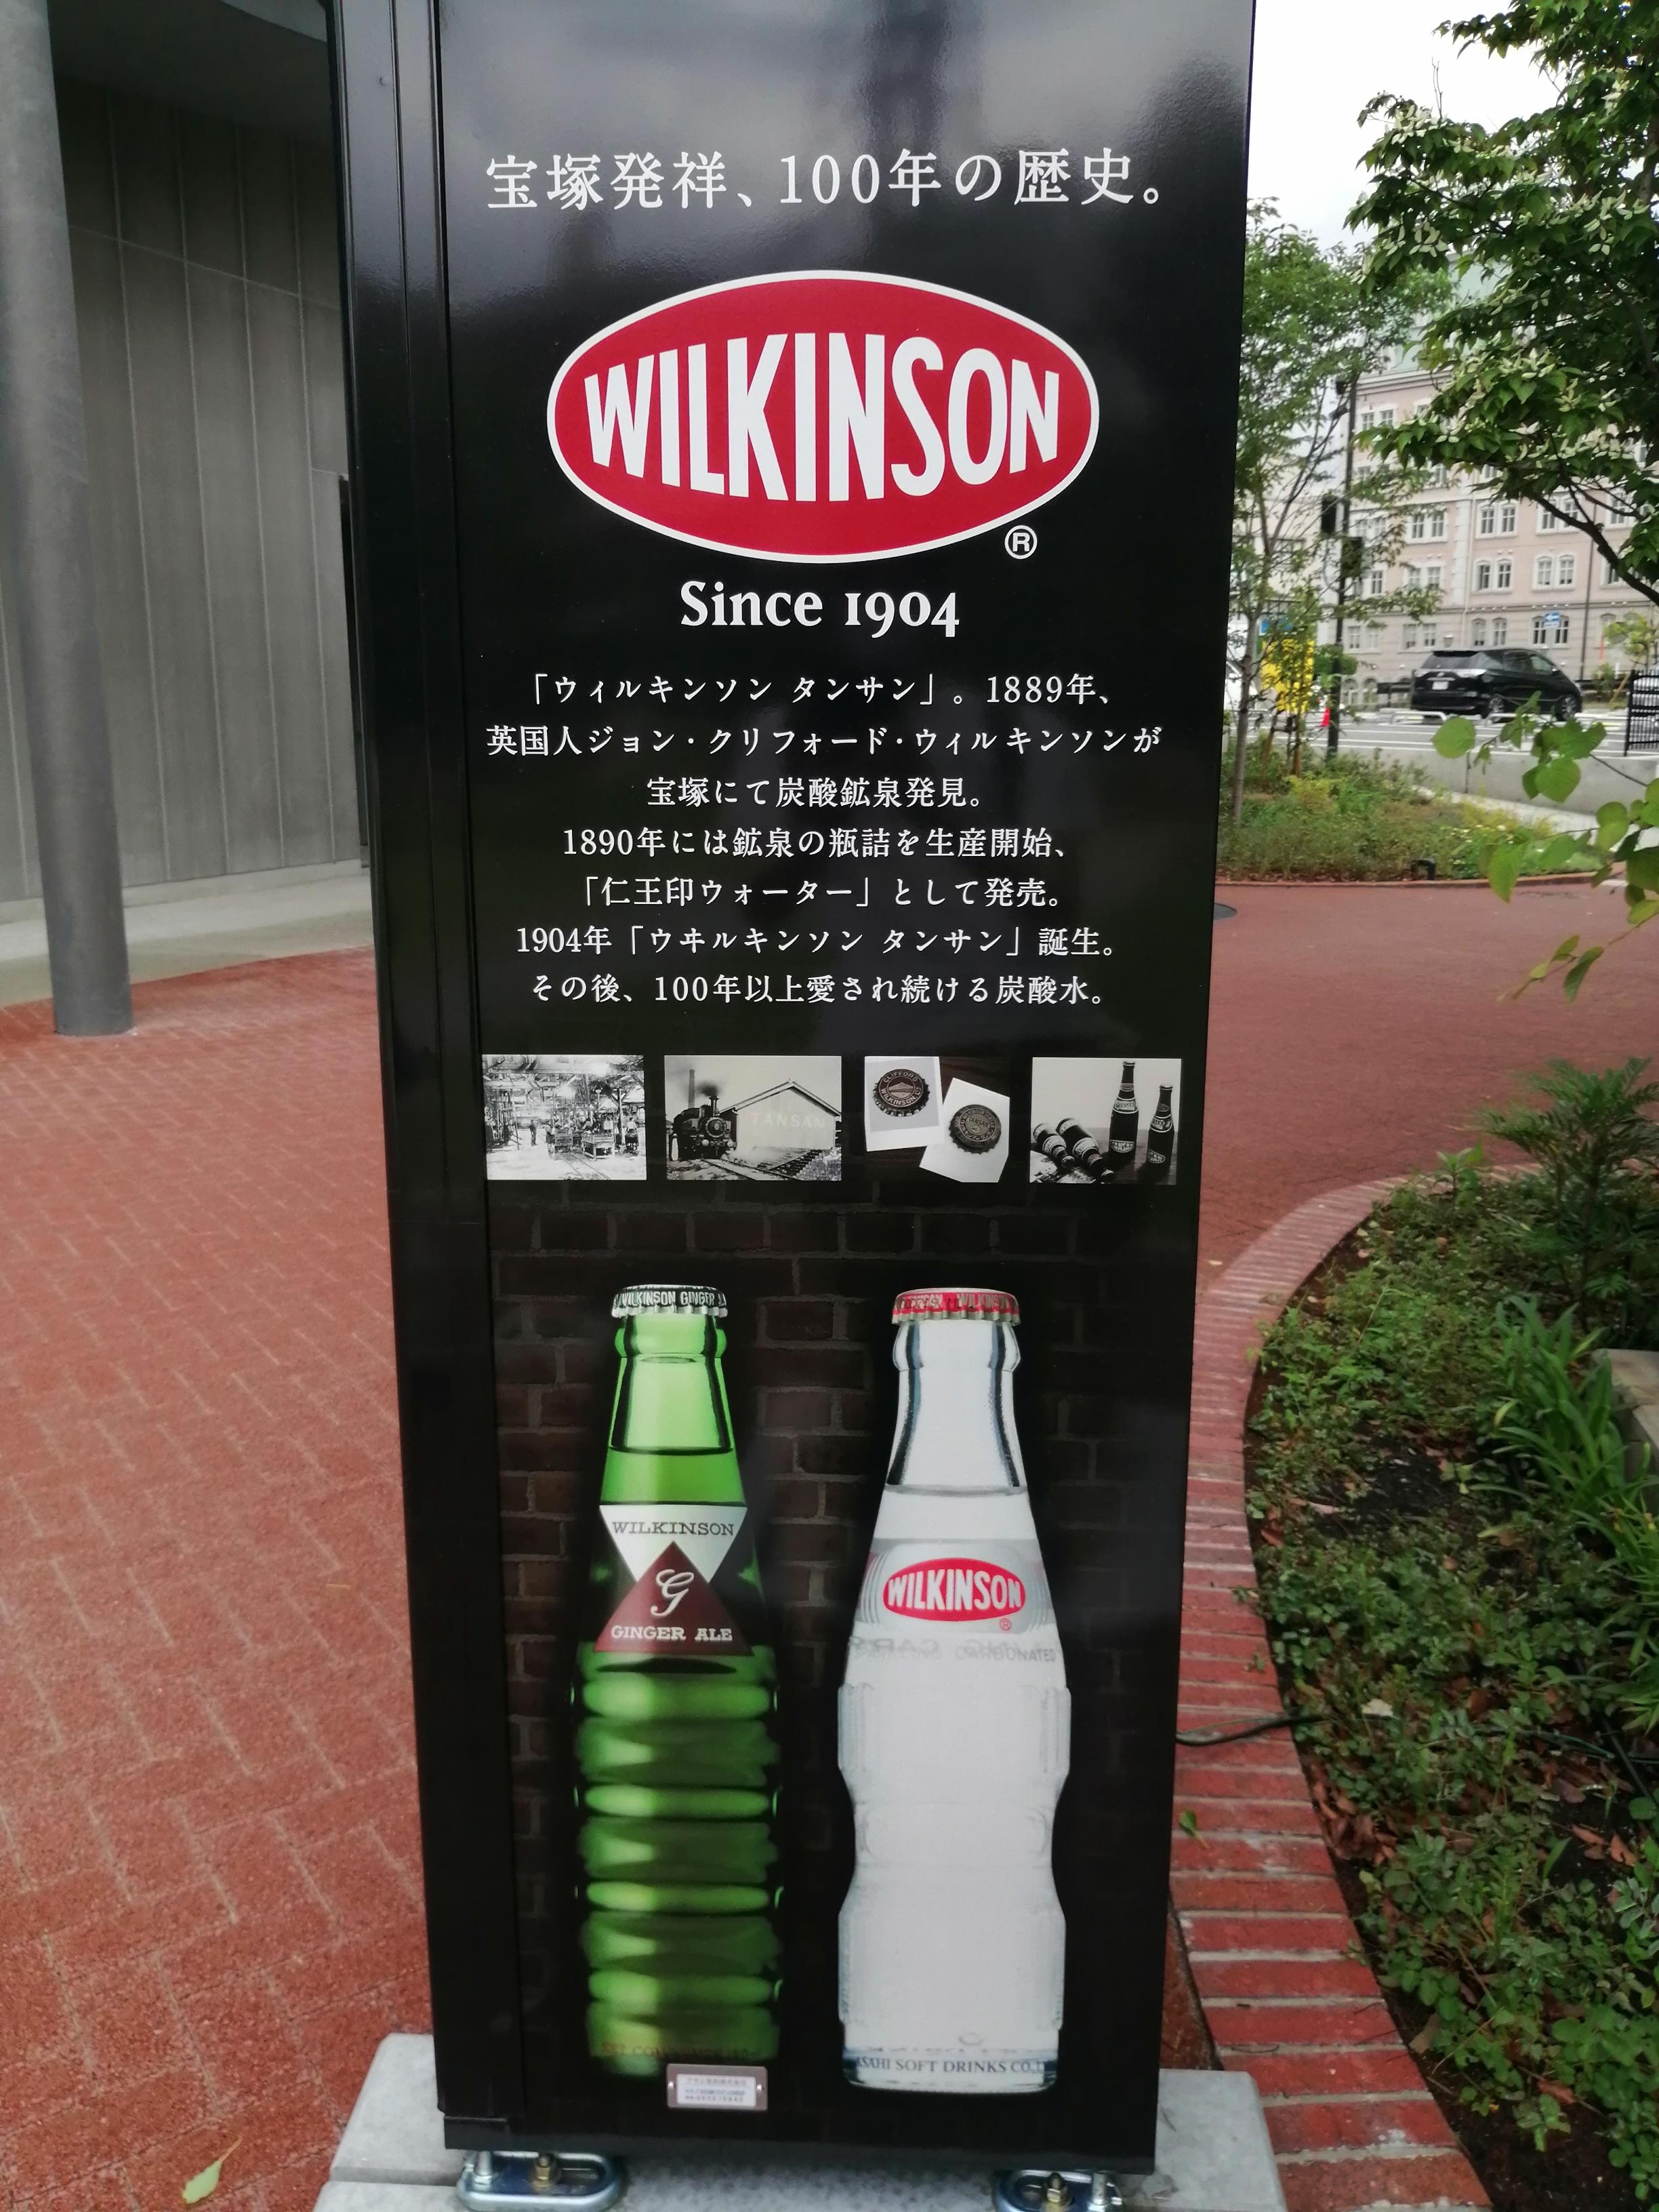 宝塚発祥、100年の歴史。
WILKINSON
®
Since 1904
「ウィルキンソン タンサン」。1889年、
英国人ジョン・クリフォード・ウィルキンソンが
宝塚にて炭酸鉱泉発見。
1890年には鉱泉の瓶詰を生産開始、
「仁王印ウォーター」として発売。
1904年「ウヰルキンソン タンサン」誕生。
その後、100年以上愛され続ける炭酸水。
TANSAN
CLIFFORD
WILKINSON
WILKINSON GINGER
WILKINSON
WILKINSON
G
GINGER ALE
WILKINSON
®
CARBONATED
ASAHI SOFT DRINKS CO.,